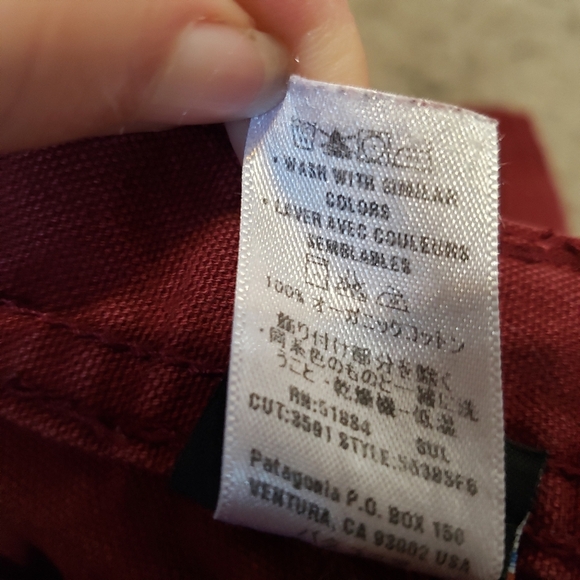 • WASH WITH SIMILAR
COLORS
• LAVER AVEC COULEURS
SEMBLABLES
100% オーガニックコットン
飾り付け部分を除く
・同系色のものと一緒に洗
うこと・乾燥機－低温
RN:51884 SUL
CUT:3591 STYLE:56385F6
Patagonia P.O. BOX 150
VENTURA, CA 93002 USA